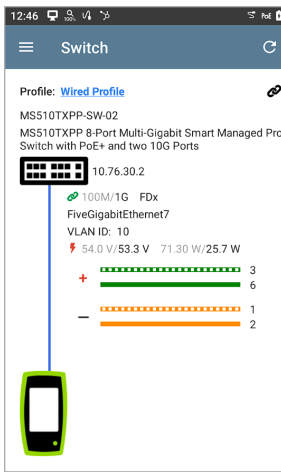 12:46 100% PoE
Switch
Profile: Wired Profile
MS510TXPP-SW-02
MS510TXPP 8-Port Multi-Gigabit Smart Managed Pro
Switch with PoE+ and two 10G Ports
10.76.30.2
100M/1G FDx
FiveGigabitEthernet7
VLAN ID: 10
54.0 V/53.3 V 71.30 W/25.7 W
+ 3
6
— 1
2